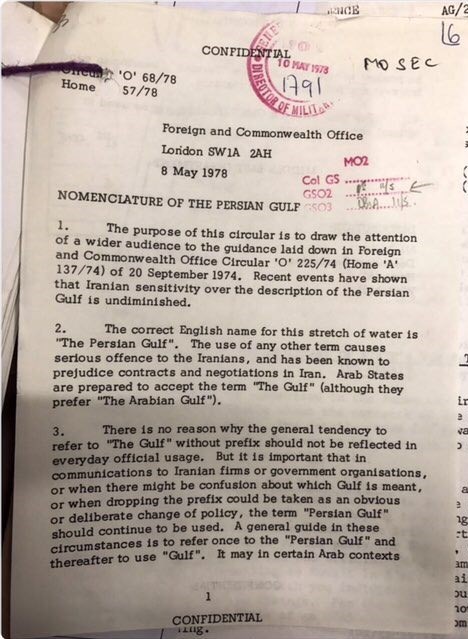 ENCE
AG/2
16
CONFIDENTIAL
10 MAY 1978
1791
DIRECTOR OF MILIT
MO SEC
'O' 68/78
Home 57/78
Foreign and Commonwealth Office
London SW1A 2AH
8 May 1978
MO2
Col GS
GSO2
GSO3
NOMENCLATURE OF THE PERSIAN GULF
1. The purpose of this circular is to draw the attention
of a wider audience to the guidance laid down in Foreign
and Commonwealth Office Circular 'O' 225/74 (Home 'A'
137/74) of 20 September 1974. Recent events have shown
that Iranian sensitivity over the description of the Persian
Gulf is undiminished.
2. The correct English name for this stretch of water is
"The Persian Gulf". The use of any other term causes
serious offence to the Iranians, and has been known to
prejudice contracts and negotiations in Iran. Arab States
are prepared to accept the term "The Gulf" (although they
prefer "The Arabian Gulf").
3. There is no reason why the general tendency to
refer to "The Gulf" without prefix should not be reflected in
everyday official usage. But it is important that in
communications to Iranian firms or government organisations,
or when there might be confusion about which Gulf is meant,
or when dropping the prefix could be taken as an obvious
or deliberate change of policy, the term "Persian Gulf"
should continue to be used. A general guide in these
circumstances is to refer once to the "Persian Gulf" and
thereafter to use "Gulf". It may in certain Arab contexts
1
CONFIDENTIAL